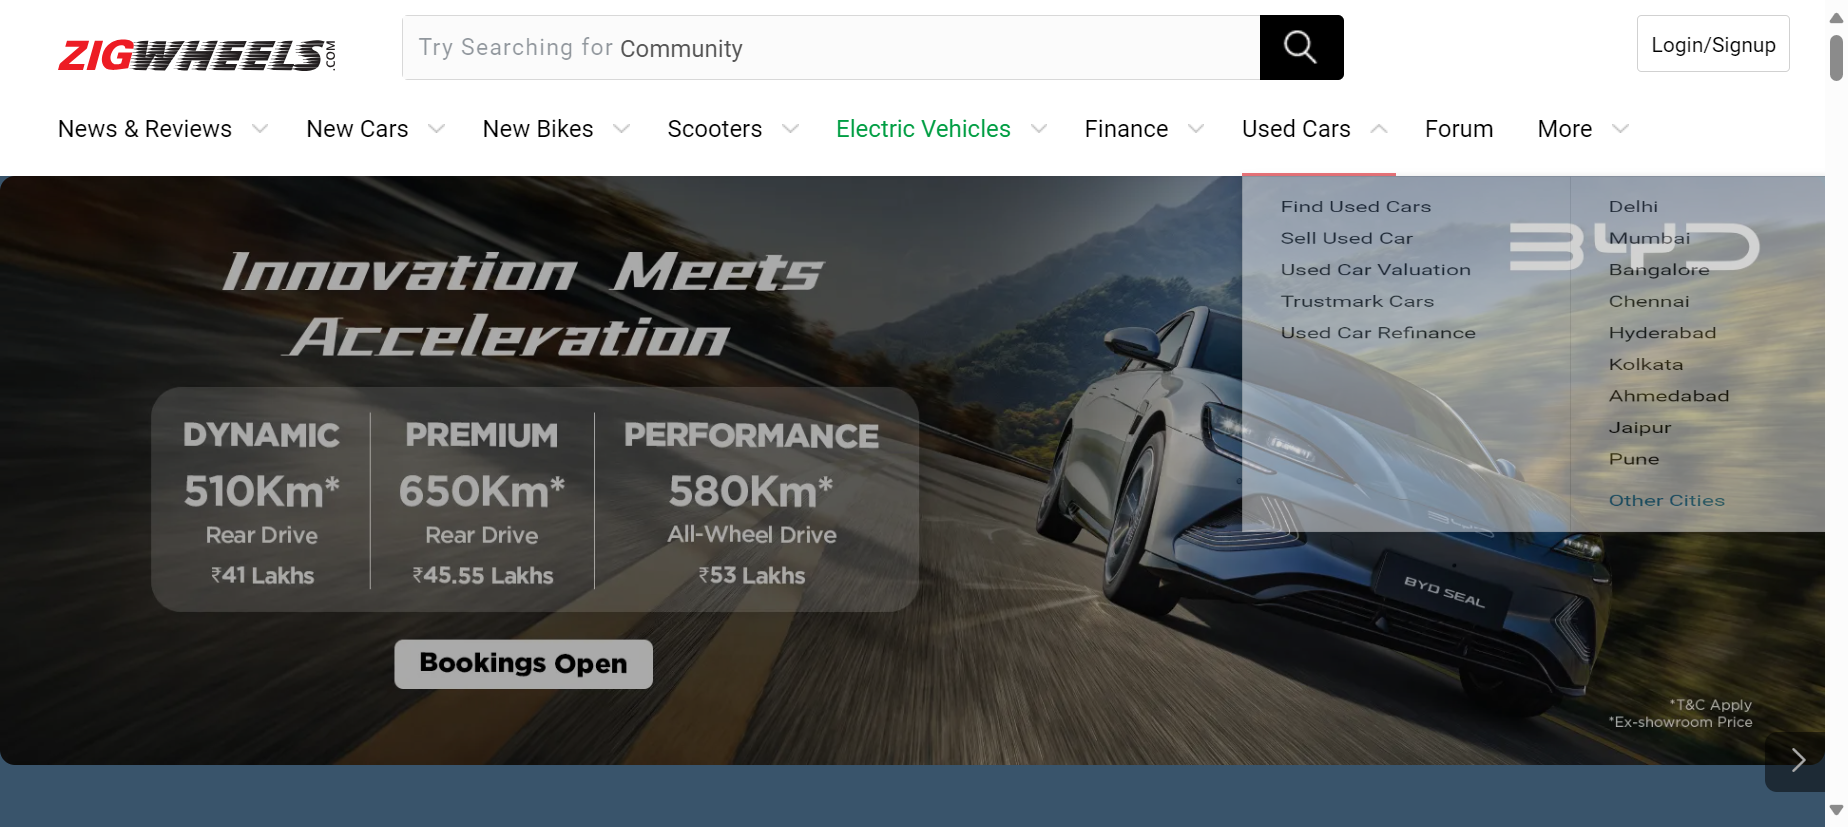 ZIGWHEELS.COM
Try Searching for Community
Login/Signup
News & Reviews
New Cars
New Bikes
Scooters
Electric Vehicles
Finance
Used Cars
Forum
More
Find Used Cars
Sell Used Car
Used Car Valuation
Trustmark Cars
Used Car Refinance
Delhi
Mumbai
Bangalore
Chennai
Hyderabad
Kolkata
Ahmedabad
Jaipur
Pune
Other Cities
BYD
Innovation Meets
Acceleration
DYNAMIC
510Km*
Rear Drive
₹41 Lakhs
PREMIUM
650Km*
Rear Drive
₹45.55 Lakhs
PERFORMANCE
580Km*
All-Wheel Drive
₹53 Lakhs
Bookings Open
BYD
BYD SEAL
*T&C Apply
*Ex-showroom Price